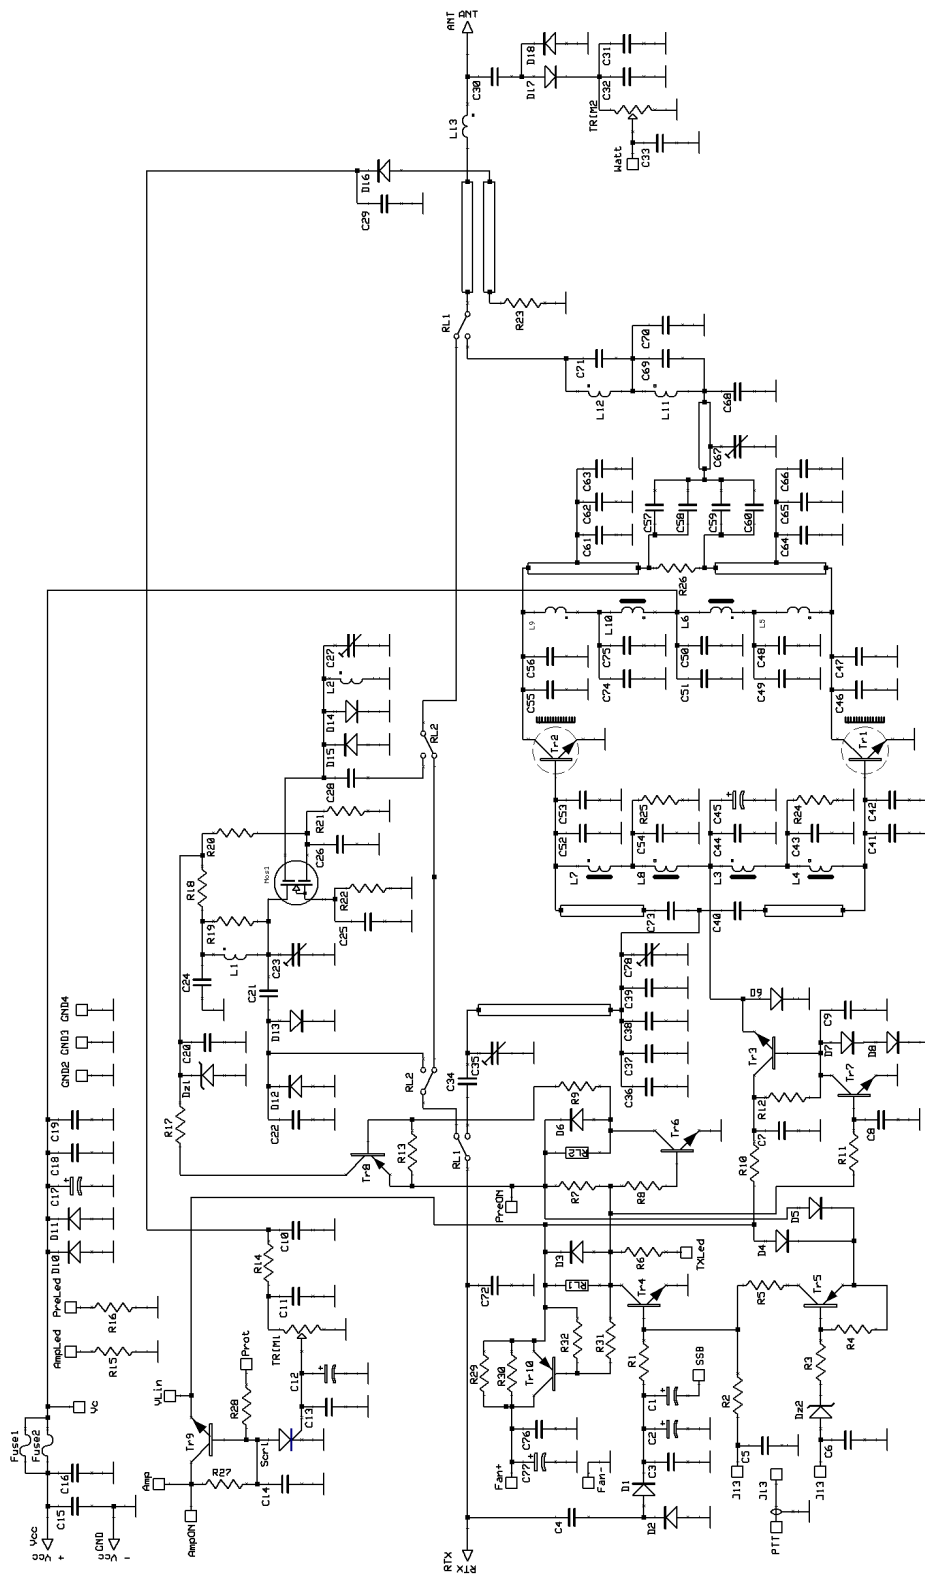 ANT ANT
D18
C31
C30
D17
C32
TRIM2
L13
Watt
C33
D16
C29
RL1
R23
C70
C71
C69
L12
L11
C68
C67
C63
C62
C61
C66
C65
C64
C57
C58
C59
C60
R26
L9
L10
L6
L5
C56
C55
C75
C74
C50
C51
C48
C49
C47
C46
Tr2
Tr1
C27
L2
D14
D15
C28
RL2
R21
C26
R20
Mos1
R18
R19
R22
C25
L1
C23
C24
C21
D13
C53
C52
R25
C54
C45
C44
R24
C43
C42
C41
L7
L8
L3
L4
C73
C40
C78
C39
C38
C37
C36
C35
C34
GND4
GND3
GND2
C20
Dz1
D12
C22
R17
RL2
RL1
Tr8
R13
R9
D6
RL2
Tr6
R7
R8
PreON
D9
Tr3
C9
D7
D8
R12
Tr7
C7
C8
R10
R11
D5
D4
C19
C18
C17
D11
D10
PreLed
AmpLed
R16
R15
C10
R14
C11
TRIM1
C12
C13
Prot
R28
Scr1
VLin
Tr9
R27
C14
Amp
AmpON
C72
D3
RL1
R6
TXLed
Tr4
R32
R31
R29
R30
Tr10
R1
SSB
C1
C2
C3
D1
D2
C4
C76
C77
Fan+
Fan-
R5
Tr5
R4
R3
R2
Dz2
C5
C6
J13
J13
J13
PTT
Vc
Fuse1
Fuse2
C16
C15
Vcc
Vcc +
GND
Vcc -
RTX
RTX